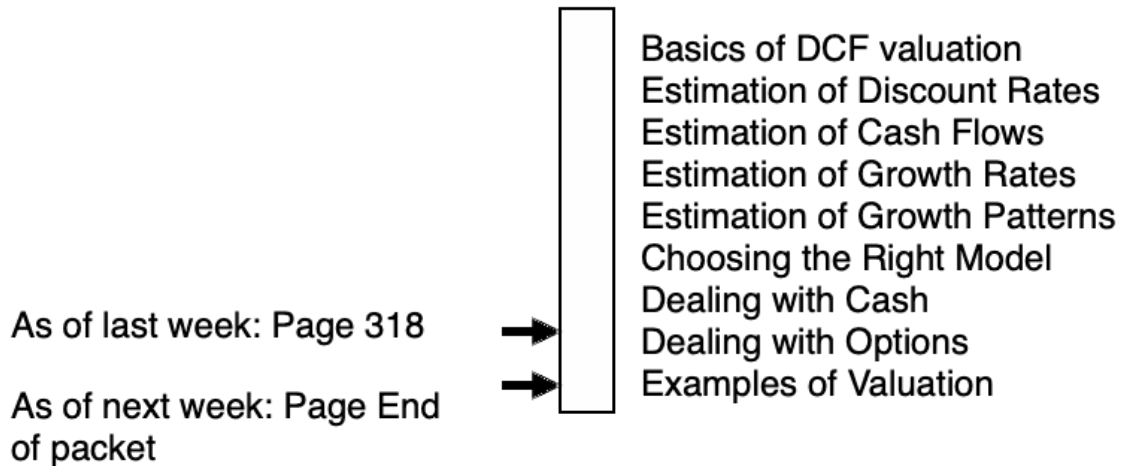 Basics of DCF valuation
Estimation of Discount Rates
Estimation of Cash Flows
Estimation of Growth Rates
Estimation of Growth Patterns
Choosing the Right Model
Dealing with Cash
Dealing with Options
Examples of Valuation
As of last week: Page 318
As of next week: Page End
of packet